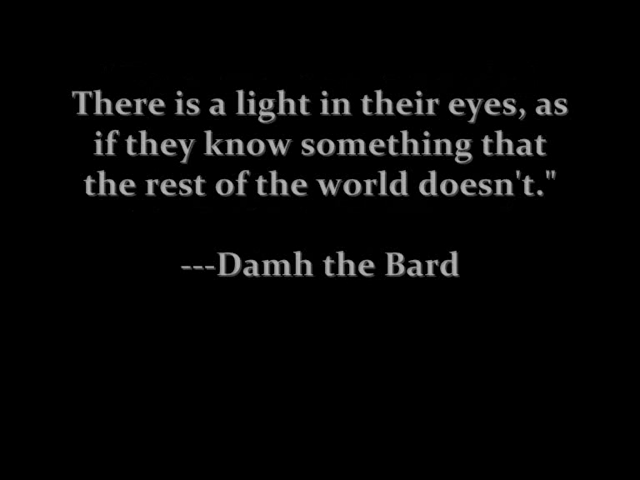 There is a light in their eyes, as
if they know something that
the rest of the world doesn't."
---Damh the Bard